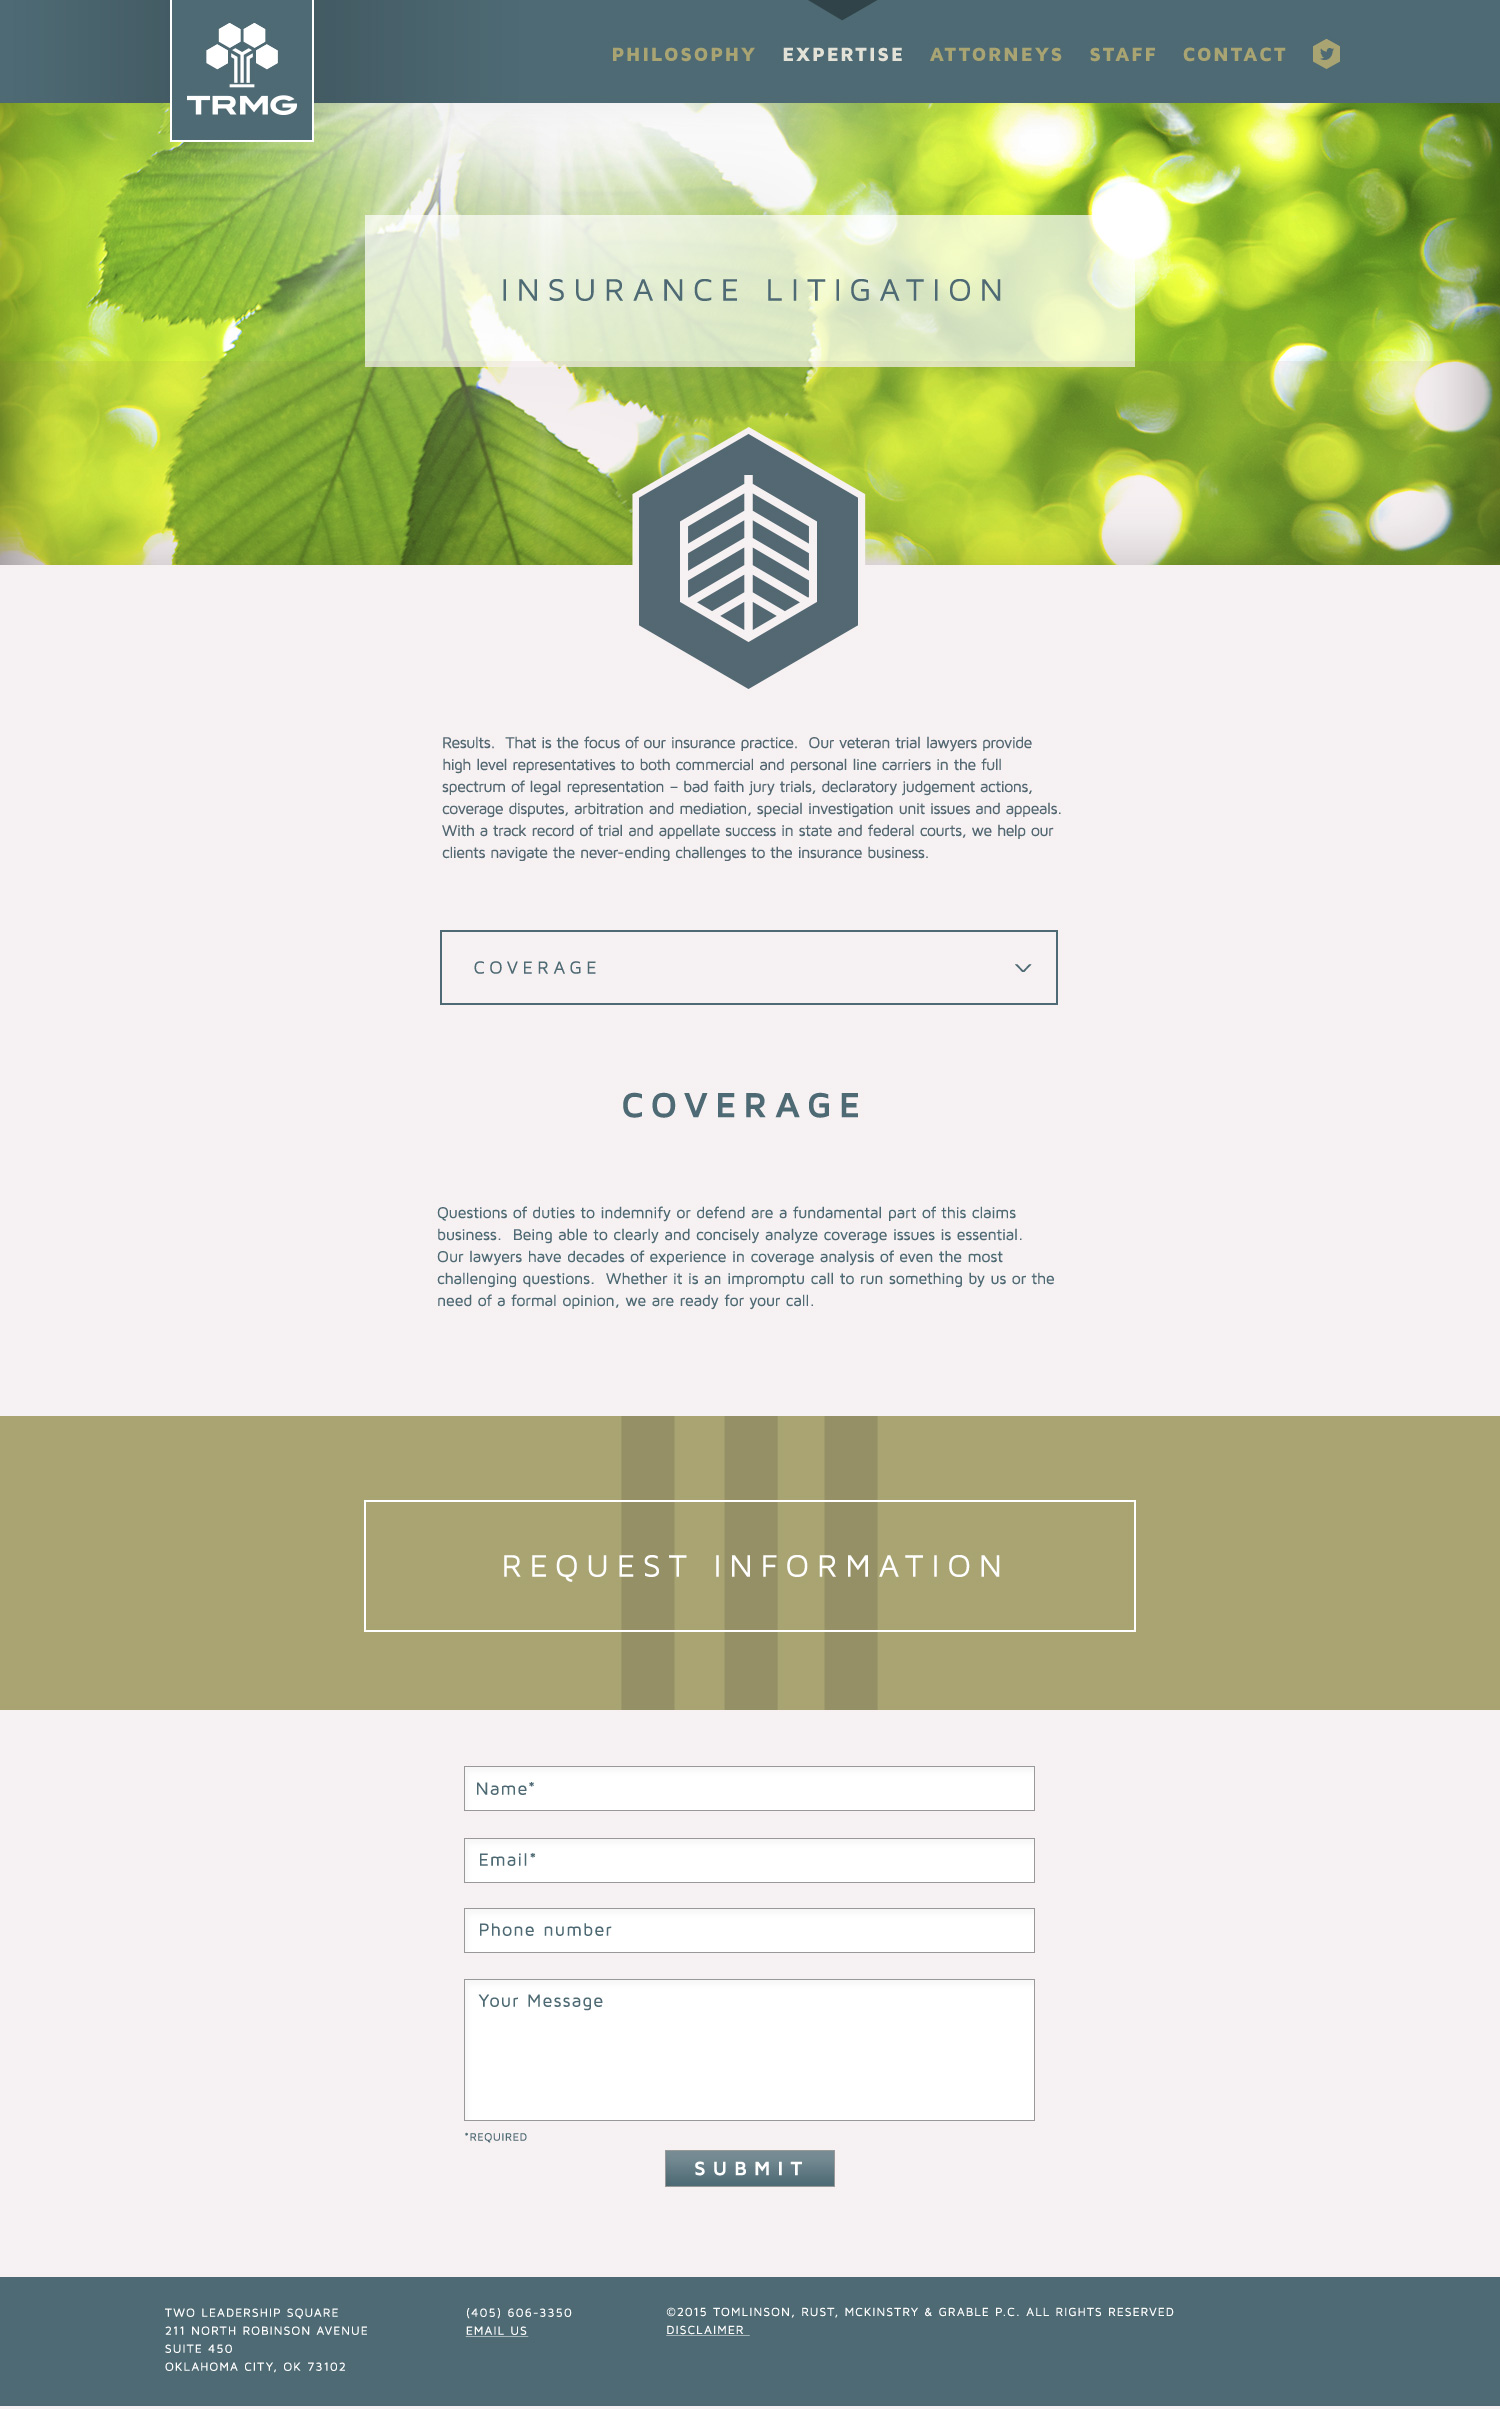 TRMG
PHILOSOPHY EXPERTISE ATTORNEYS STAFF CONTACT
INSURANCE LITIGATION
Results.  That is the focus of our insurance practice.  Our veteran trial lawyers provide
high level representatives to both commercial and personal line carriers in the full
spectrum of legal representation – bad faith jury trials, declaratory judgement actions,
coverage disputes, arbitration and mediation, special investigation unit issues and appeals.
With a track record of trial and appellate success in state and federal courts, we help our
clients navigate the never-ending challenges to the insurance business.
COVERAGE
COVERAGE
Questions of duties to indemnify or defend are a fundamental part of this claims
business.  Being able to clearly and concisely analyze coverage issues is essential.
Our lawyers have decades of experience in coverage analysis of even the most
challenging questions.  Whether it is an impromptu call to run something by us or the
need of a formal opinion, we are ready for your call.
REQUEST INFORMATION
Name*
Email*
Phone number
Your Message
*REQUIRED
SUBMIT
TWO LEADERSHIP SQUARE
211 NORTH ROBINSON AVENUE
SUITE 450
OKLAHOMA CITY, OK 73102
(405) 606-3350
EMAIL US
©2015 TOMLINSON, RUST, MCKINSTRY & GRABLE P.C. ALL RIGHTS RESERVED
DISCLAIMER